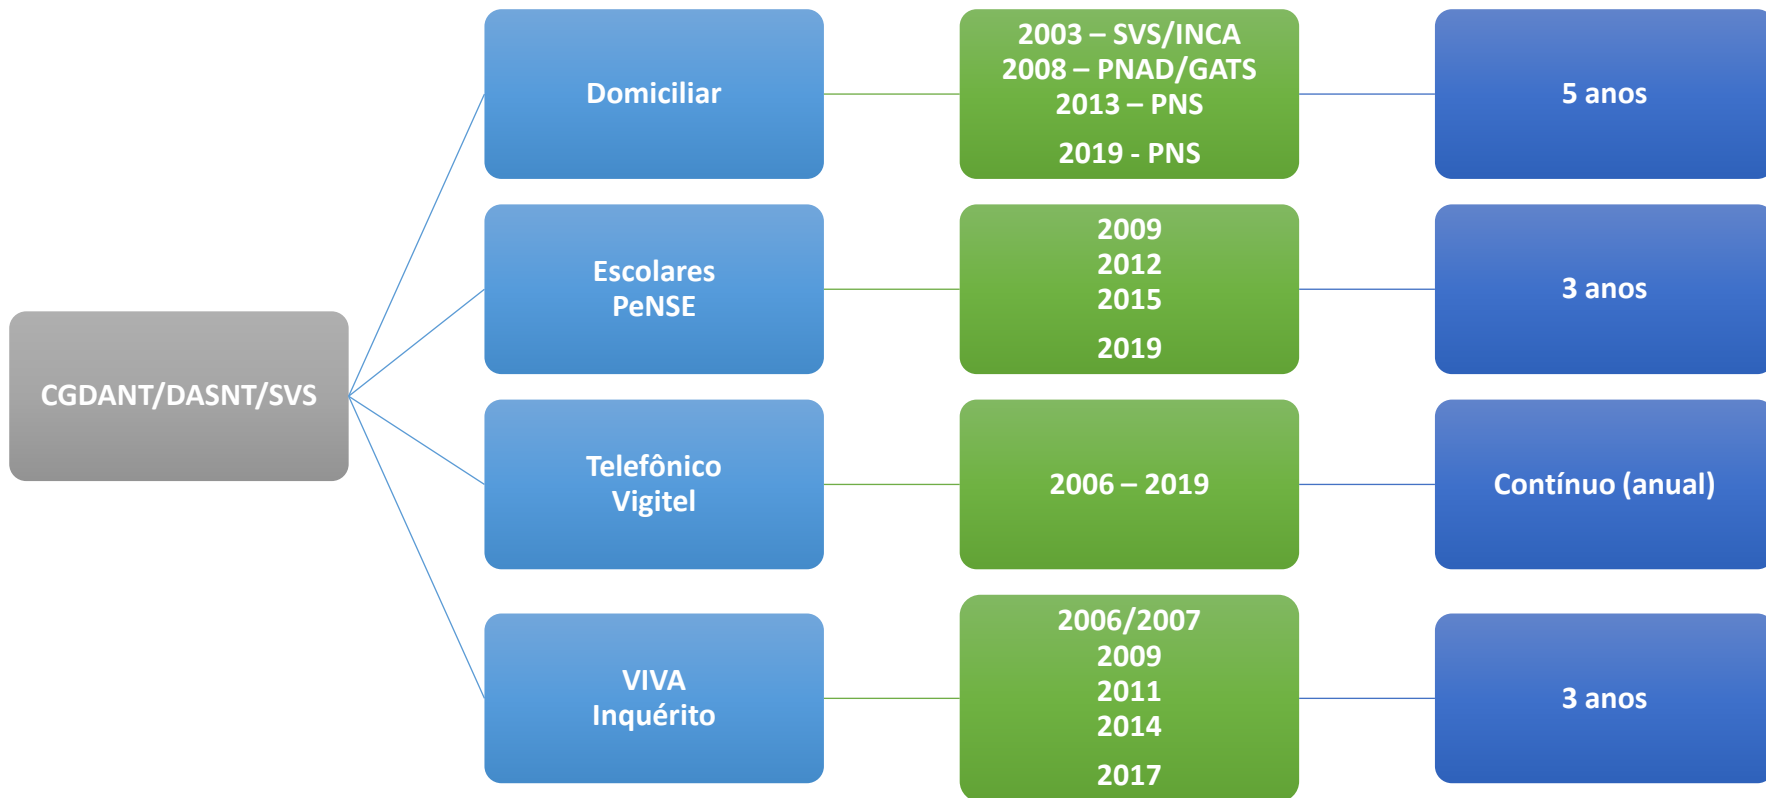 CGDANT/DASNT/SVS
Domiciliar
2003 – SVS/INCA
2008 – PNAD/GATS
2013 – PNS
2019 - PNS
5 anos
Escolares
PeNSE
2009
2012
2015
2019
3 anos
Telefônico
Vigitel
2006 – 2019
Contínuo (anual)
VIVA
Inquérito
2006/2007
2009
2011
2014
2017
3 anos